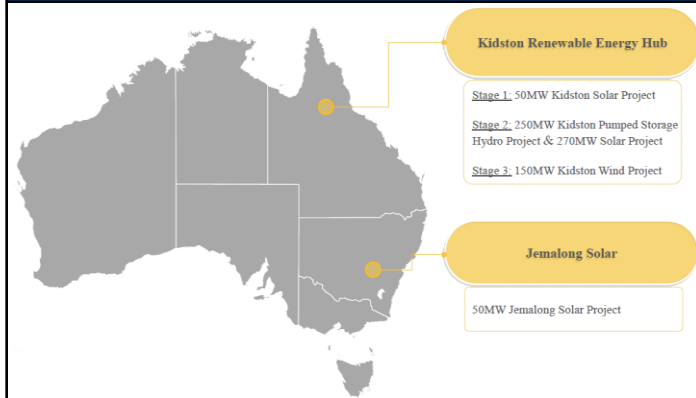 Kidston Renewable Energy Hub
Stage 1: 50MW Kidston Solar Project
Stage 2: 250MW Kidston Pumped Storage
Hydro Project & 270MW Solar Project
Stage 3: 150MW Kidston Wind Project
Jemalong Solar
50MW Jemalong Solar Project